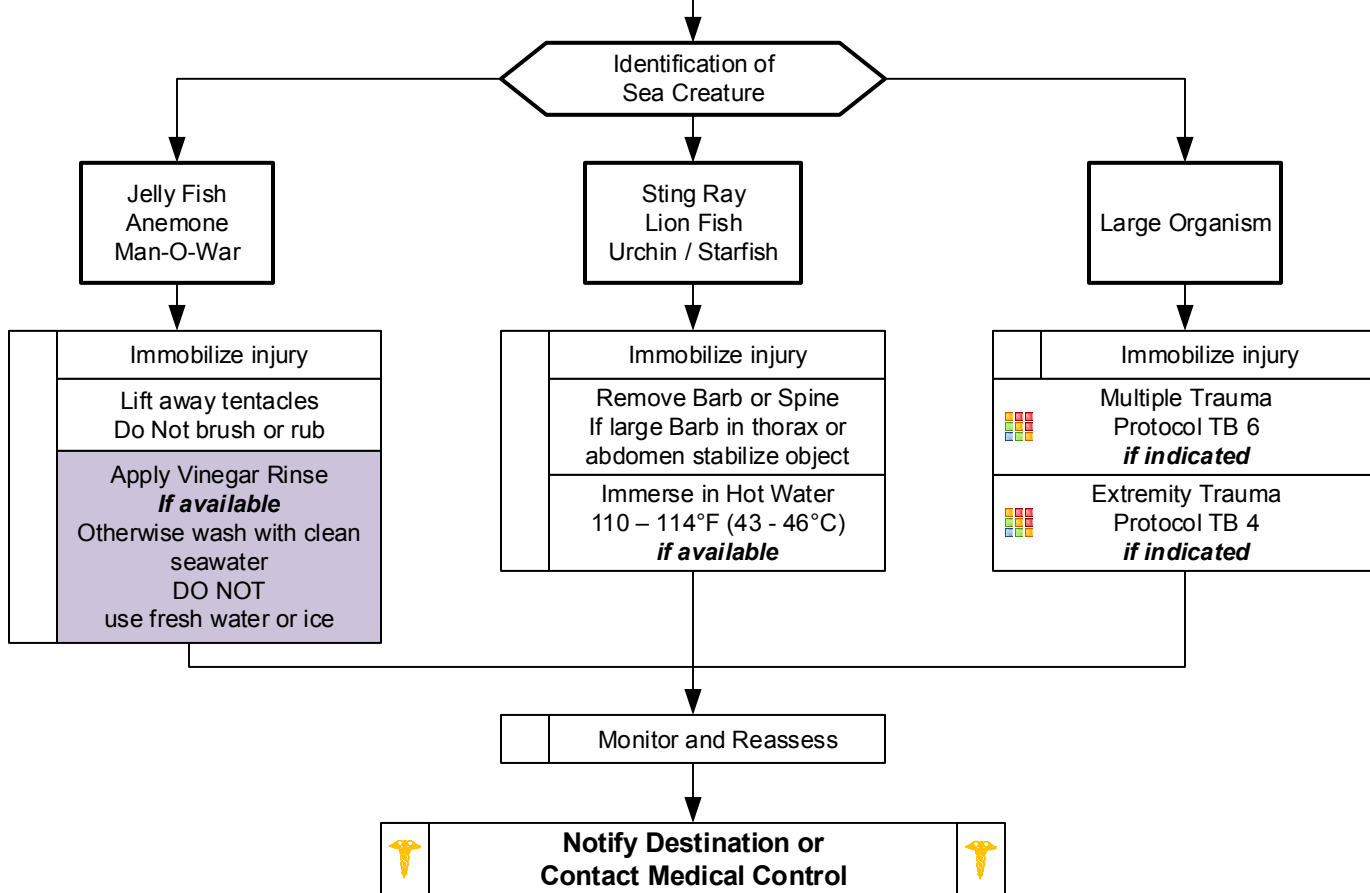 Identification of
Sea Creature
Jelly Fish
Anemone
Man-O-War
Sting Ray
Lion Fish
Urchin / Starfish
Large Organism
Immobilize injury
Lift away tentacles
Do Not brush or rub
Apply Vinegar Rinse
If available
Otherwise wash with clean
seawater
DO NOT
use fresh water or ice
Immobilize injury
Remove Barb or Spine
If large Barb in thorax or
abdomen stabilize object
Immerse in Hot Water
110 – 114°F (43 - 46°C)
if available
Immobilize injury
Multiple Trauma
Protocol TB 6
if indicated
Extremity Trauma
Protocol TB 4
if indicated
Monitor and Reassess
Notify Destination or
Contact Medical Control